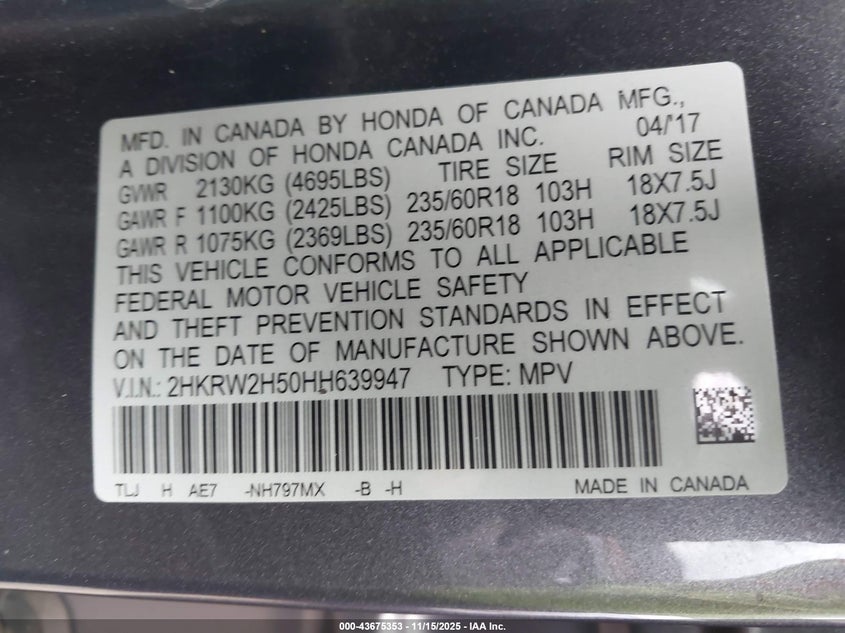 MFD. IN CANADA BY HONDA OF CANADA MFG.,
A DIVISION OF HONDA CANADA INC. 04/'17
GVWR 2130KG (4695LBS) TIRE SIZE RIM SIZE
GAWR F 1100KG (2425LBS) 235/60R18 103H 18X7.5J
GAWR R 1075KG (2369LBS) 235/60R18 103H 18X7.5J
THIS VEHICLE CONFORMS TO ALL APPLICABLE
FEDERAL MOTOR VEHICLE SAFETY
AND THEFT PREVENTION STANDARDS IN EFFECT
ON THE DATE OF MANUFACTURE SHOWN ABOVE.
V.I.N.: 2HKRW2H50HH639947 TYPE: MPV
TLJ H AE7 -NH797MX -B -H MADE IN CANADA
000-43675353 - 11/15/2025 - IAA Inc.